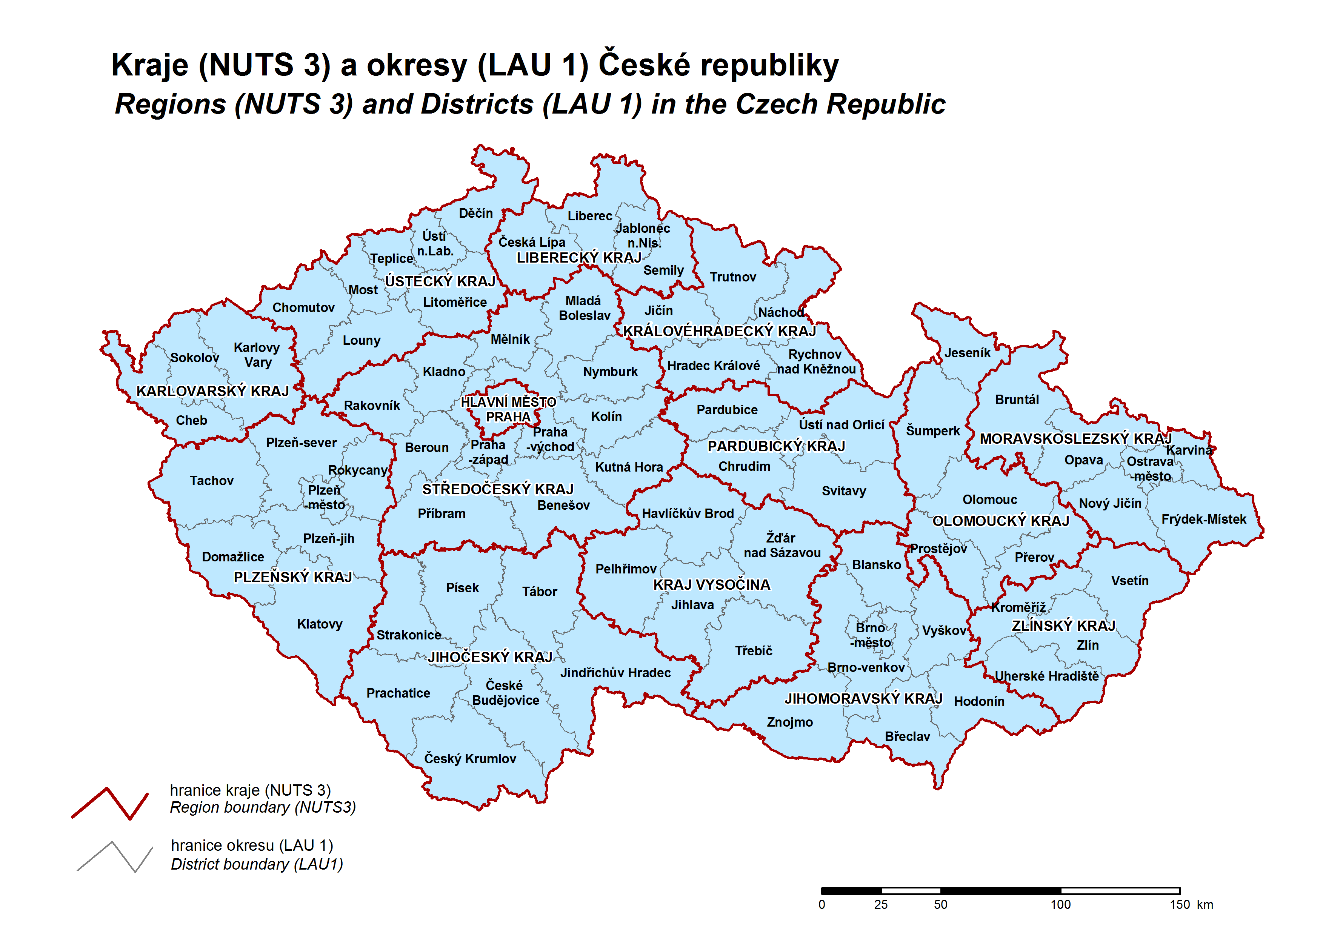 Kraje (NUTS 3) a okresy (LAU 1) České republiky
Regions (NUTS 3) and Districts (LAU 1) in the Czech Republic
Děčín
Liberec
Ústí
n.Lab.
Česká Lípa
Jablonec
n.Nis.
Teplice
LIBERECKÝ KRAJ
Semily
Trutnov
ÚSTECKÝ KRAJ
Most
Litoměřice
Chomutov
Mladá
Boleslav
Jičín
Náchod
KRÁLOVÉHRADECKÝ KRAJ
Louny
Mělník
Karlovy
Vary
Sokolov
Rychnov
nad Kněžnou
Jeseník
Hradec Králové
Kladno
Nymburk
KARLOVARSKÝ KRAJ
Rakovník
HLAVNÍ MĚSTO
PRAHA
Bruntál
Cheb
Kolín
Pardubice
Ústí nad Orlicí
Šumperk
Plzeň-sever
Beroun
Praha
-západ
Praha
-východ
PARDUBICKÝ KRAJ
MORAVSKOSLEZSKÝ KRAJ
Karviná
Rokycany
Kutná Hora
Chrudim
Opava
Ostrava
-město
Tachov
Plzeň
-město
STŘEDOČESKÝ KRAJ
Svitavy
Olomouc
Nový Jičín
Příbram
Benešov
Havlíčkův Brod
OLOMOUCKÝ KRAJ
Frýdek-Místek
Plzeň-jih
Žďár
nad Sázavou
Prostějov
Přerov
Domažlice
PLZEŇSKÝ KRAJ
Pelhřimov
Blansko
Vsetín
Písek
Tábor
KRAJ VYSOČINA
Jihlava
Kroměříž
Klatovy
Strakonice
Brno
-město
Vyškov
ZLÍNSKÝ KRAJ
Zlín
JIHOČESKÝ KRAJ
Třebíč
Brno-venkov
Jindřichův Hradec
Uherské Hradiště
Prachatice
České
Budějovice
JIHOMORAVSKÝ KRAJ
Hodonín
Znojmo
Břeclav
Český Krumlov
hranice kraje (NUTS 3)
Region boundary (NUTS3)
hranice okresu (LAU 1)
District boundary (LAU1)
0 25 50 100 150 km